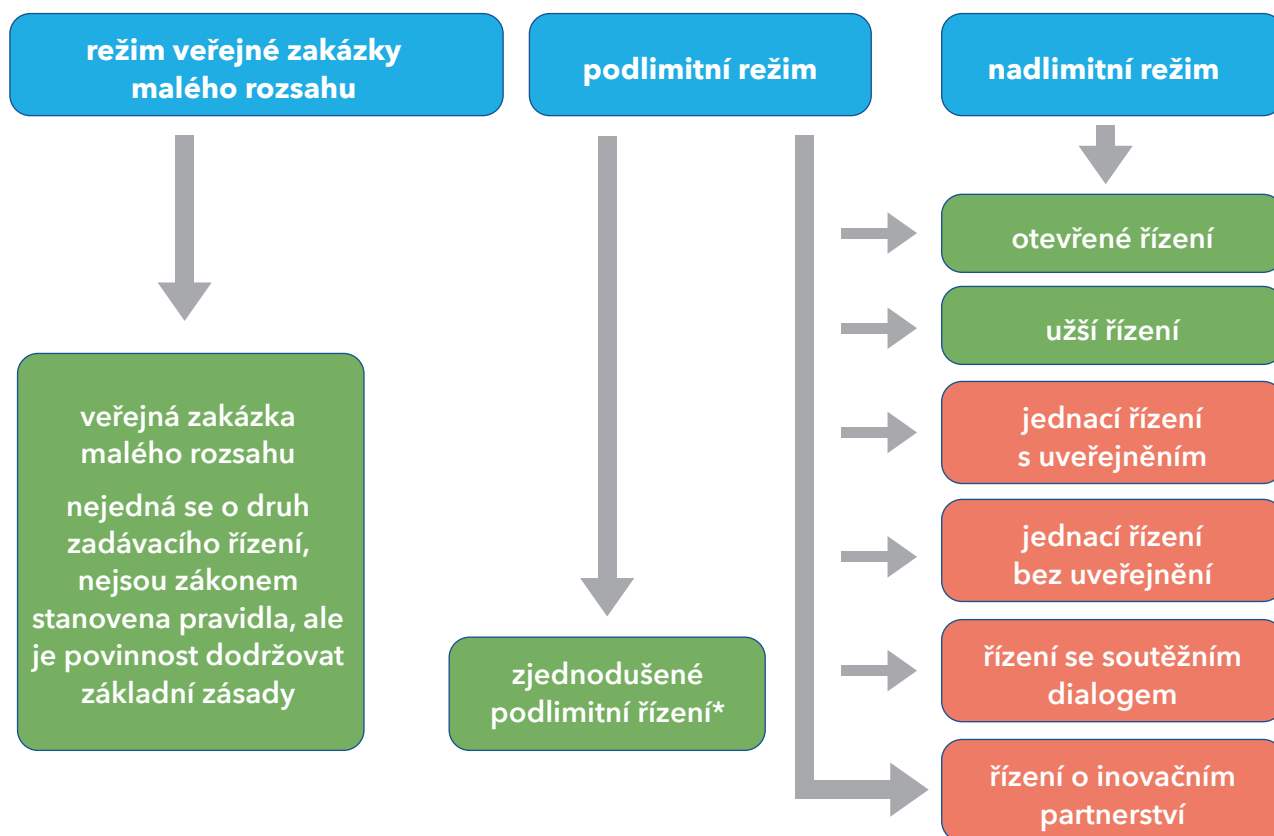 režim veřejné zakázky
malého rozsahu
podlimitní režim
nadlimitní režim
veřejná zakázka
malého rozsahu
nejedná se o druh
zadávacího řízení,
nejsou zákonem
stanovena pravidla, ale
je povinnost dodržovat
základní zásady
zjednodušené
podlimitní řízení*
otevřené řízení
užší řízení
jednací řízení
s uveřejněním
jednací řízení
bez uveřejnění
řízení se soutěžním
dialogem
řízení o inovačním
partnerství